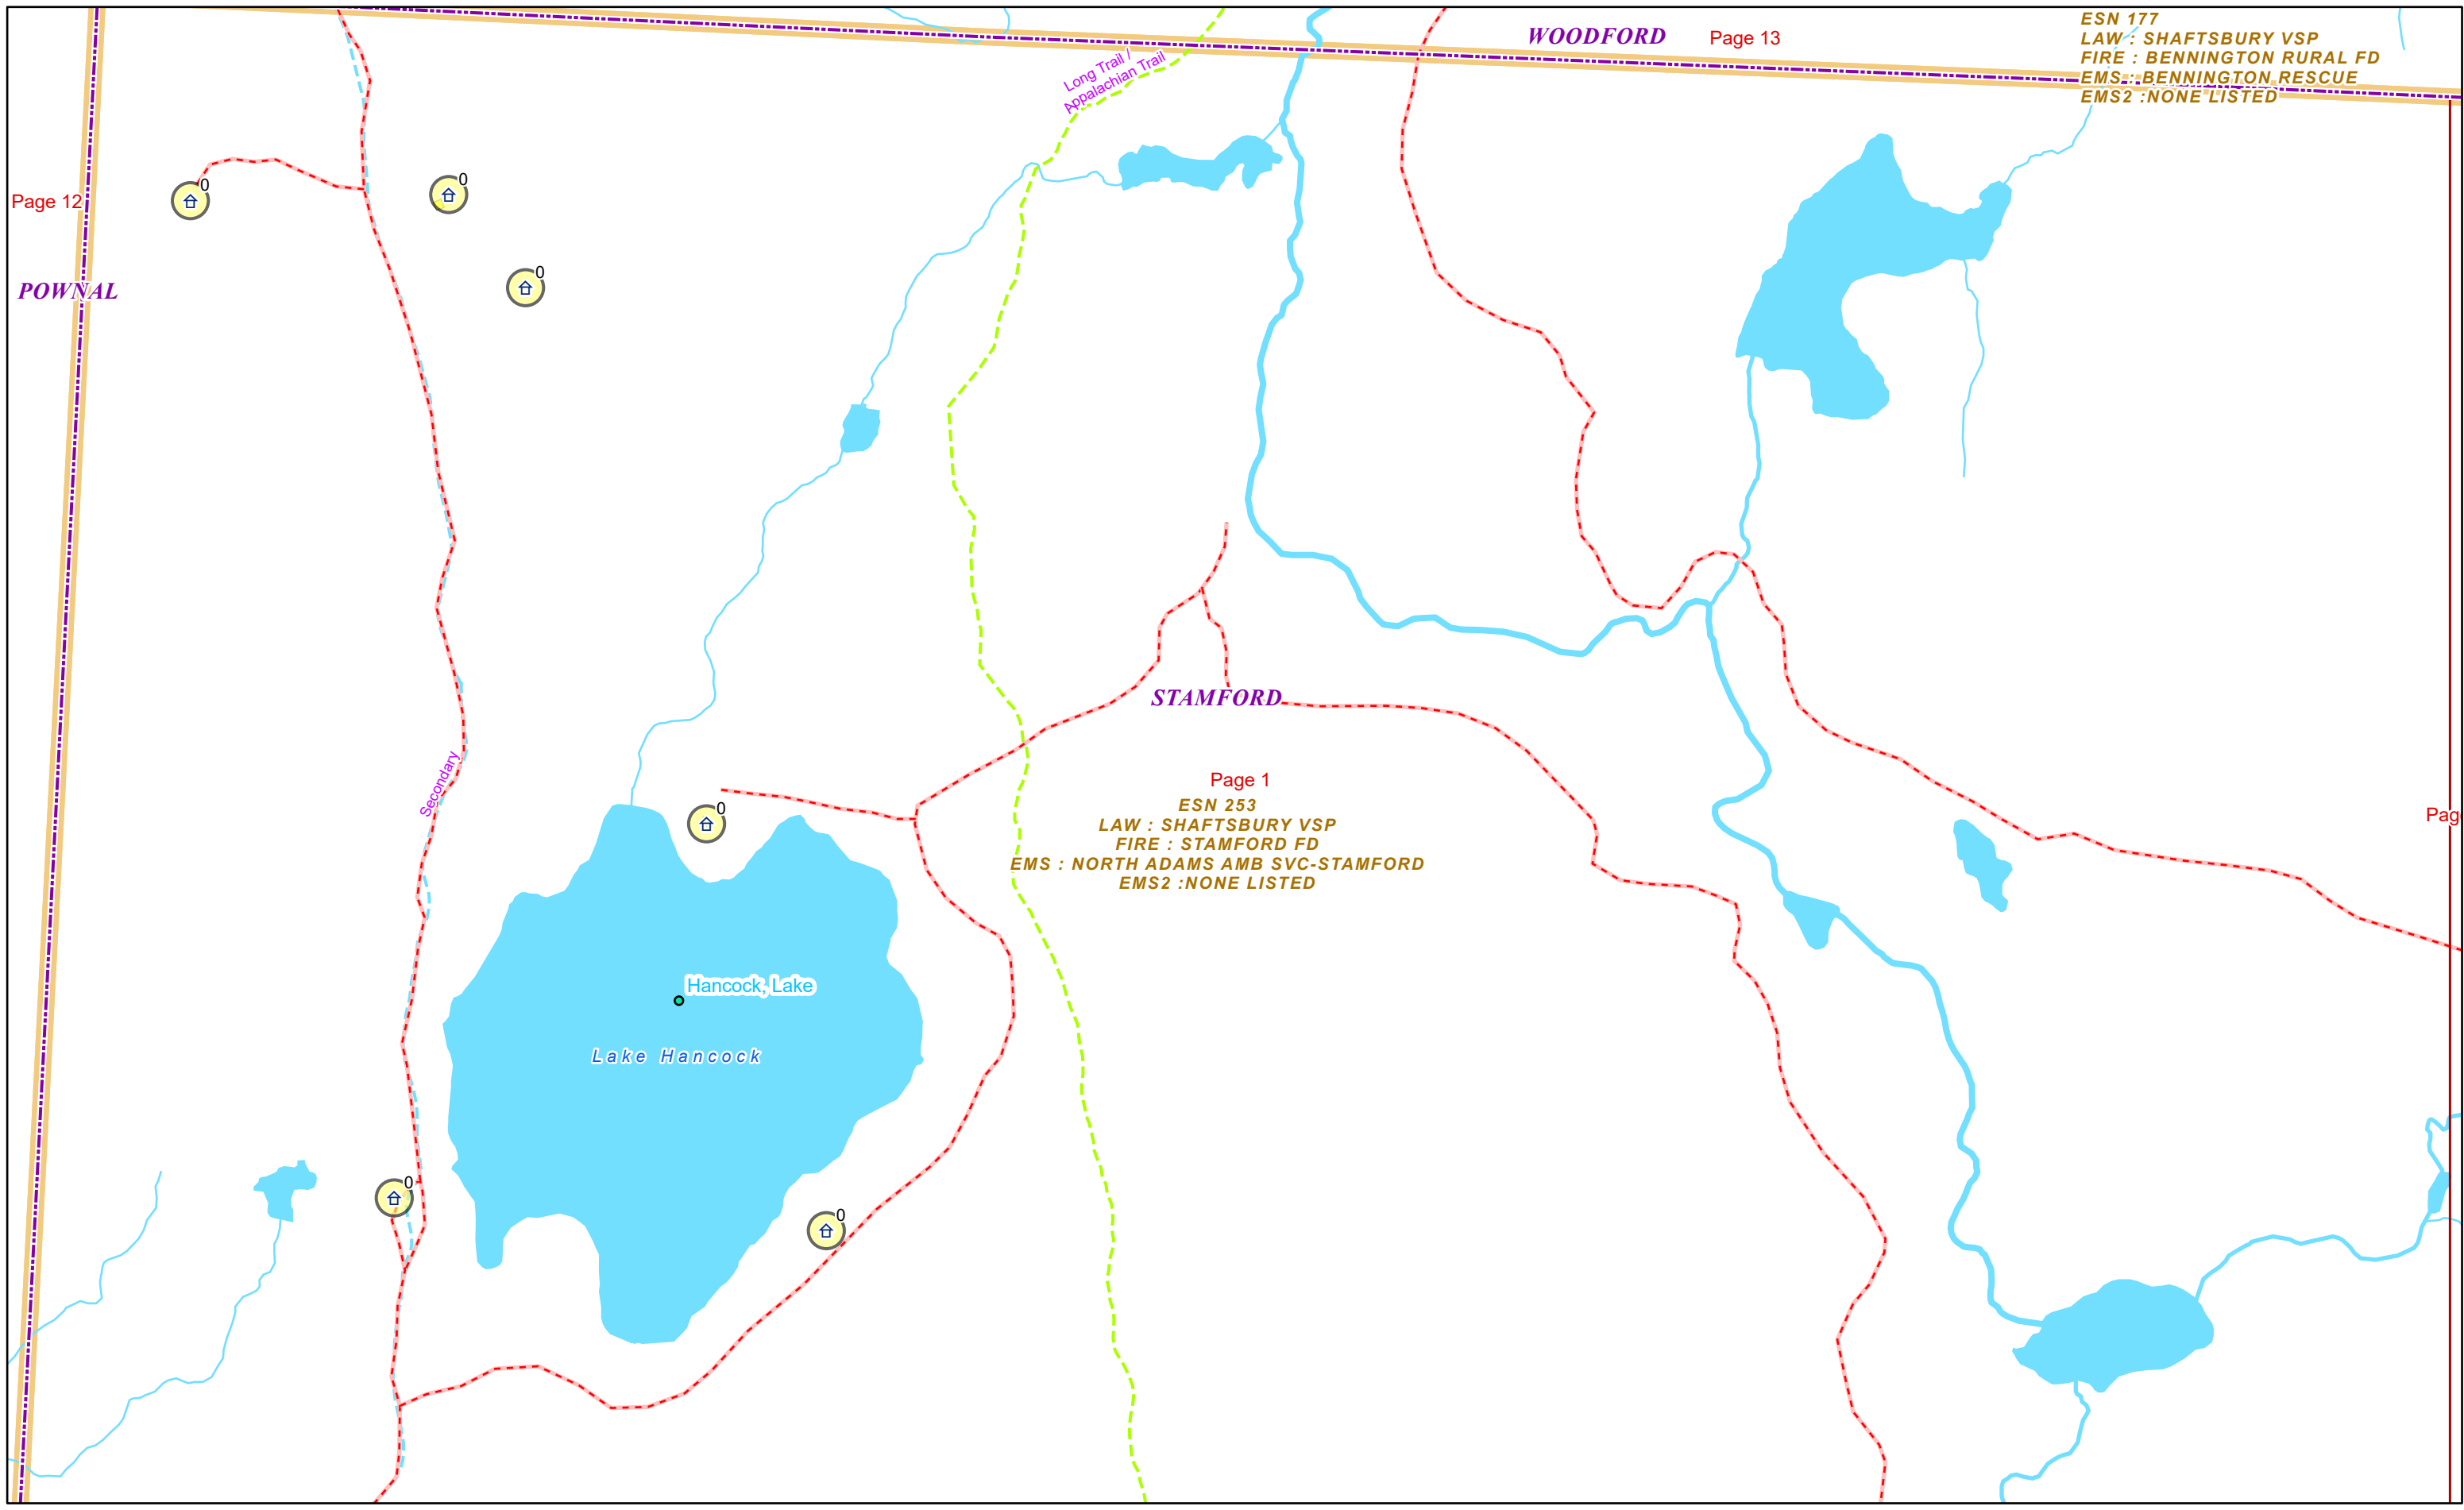 WOODFORD
Page 13
ESN 177
LAW : SHAFTSBURY VSP
FIRE : BENNINGTON RURAL FD
EMS : BENNINGTON RESCUE
EMS2 :NONE LISTED
Long Trail /
Appalachian Trail
Page 12
0
0
0
POWNAL
STAMFORD
Secondary
Page 1
ESN 253
LAW : SHAFTSBURY VSP
FIRE : STAMFORD FD
EMS : NORTH ADAMS AMB SVC-STAMFORD
EMS2 :NONE LISTED
0
Pag
Hancock, Lake
Lake Hancock
0
0